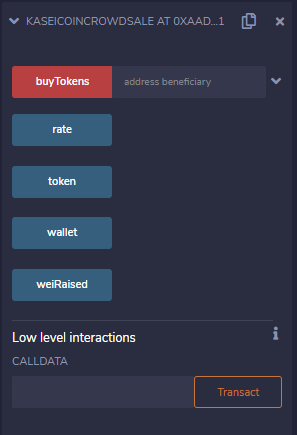 KASEICOINCROWDSALE AT 0XAAD...1
buyTokens address beneficiary
rate
token
wallet
weiRaised
Low level interactions
CALLDATA
Transact